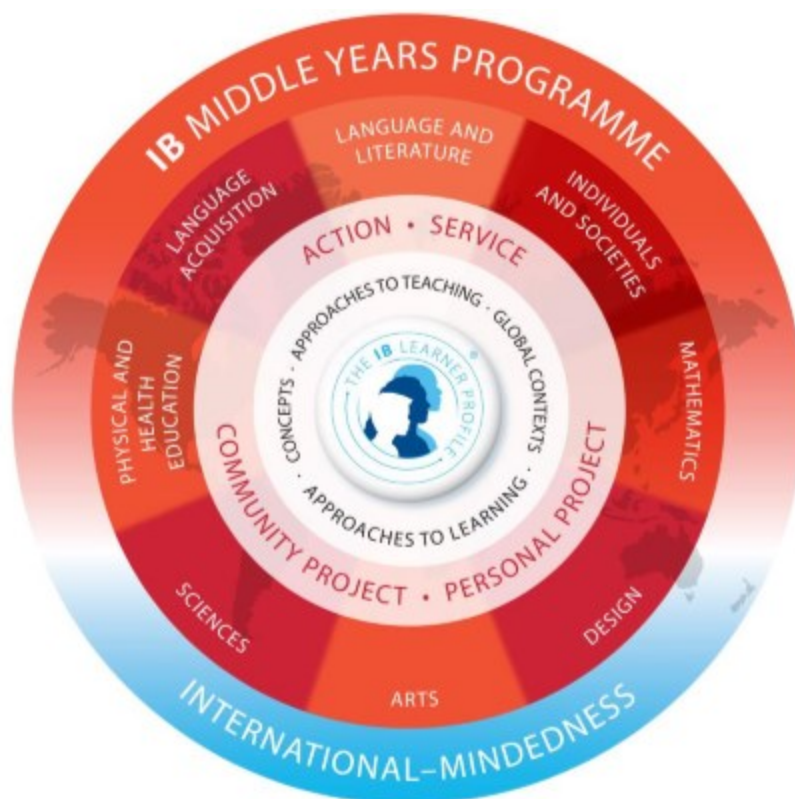 IB MIDDLE YEARS PROGRAMME
LANGUAGE AND
LITERATURE
INDIVIDUALS
AND SOCIETIES
MATHEMATICS
DESIGN
ARTS
SCIENCES
PHYSICAL AND
HEALTH
EDUCATION
LANGUAGE
ACQUISITION
ACTION • SERVICE
COMMUNITY PROJECT • PERSONAL PROJECT
· CONCEPTS · APPROACHES TO TEACHING · GLOBAL CONTEXTS ·
APPROACHES TO LEARNING
THE IB LEARNER PROFILE
®
INTERNATIONAL–MINDEDNESS